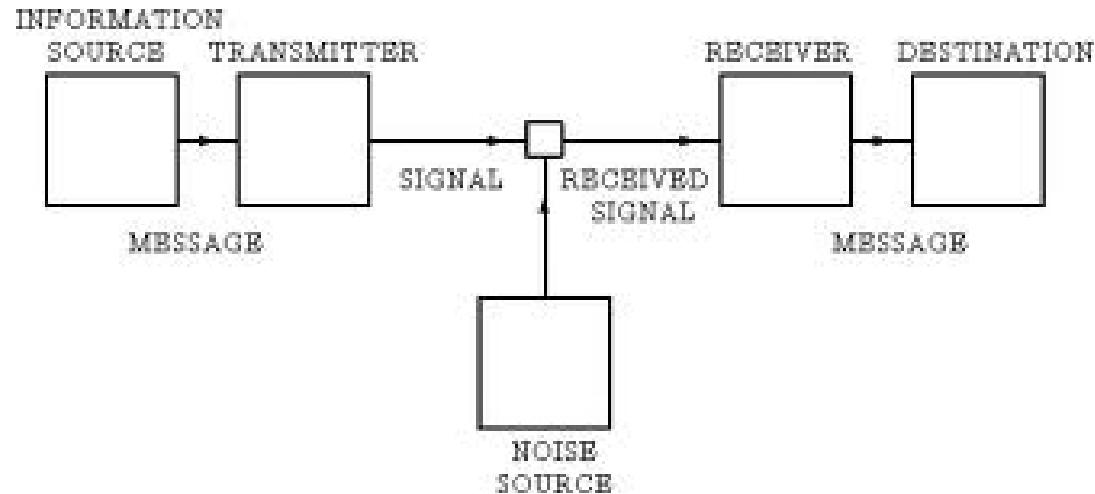 INFORMATION
SOURCE
TRANSMITTER
RECEIVER
DESTINATION
SIGNAL
RECEIVED
SIGNAL
MESSAGE
MESSAGE
NOISE
SOURCE